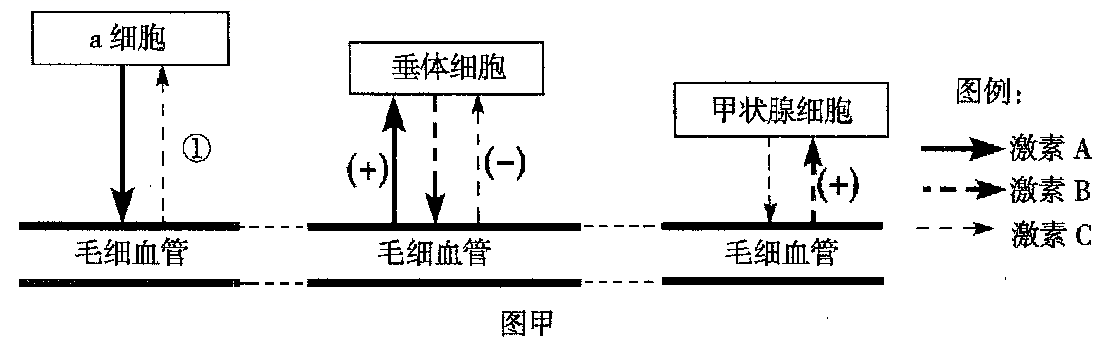 a 细胞
①
毛细血管
垂体细胞
(+)
(-)
毛细血管
甲状腺细胞
(+)
毛细血管
图例：
激素 A
激素 B
激素 C
图甲